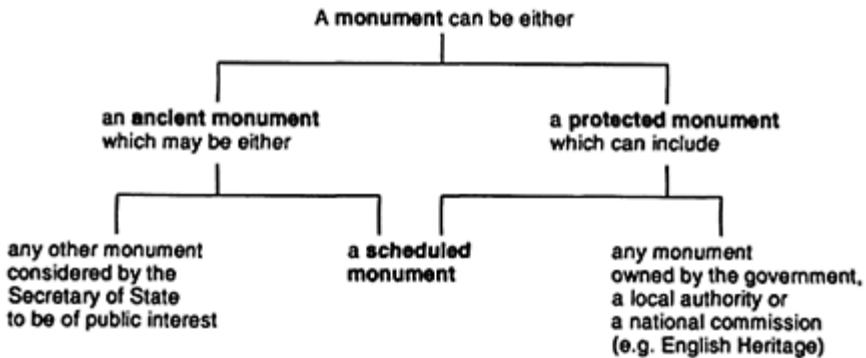 A monument can be either
an ancient monument
which may be either
a protected monument
which can include
any other monument
considered by the
Secretary of State
to be of public interest
a scheduled
monument
any monument
owned by the government,
a local authority or
a national commission
(e.g. English Heritage)